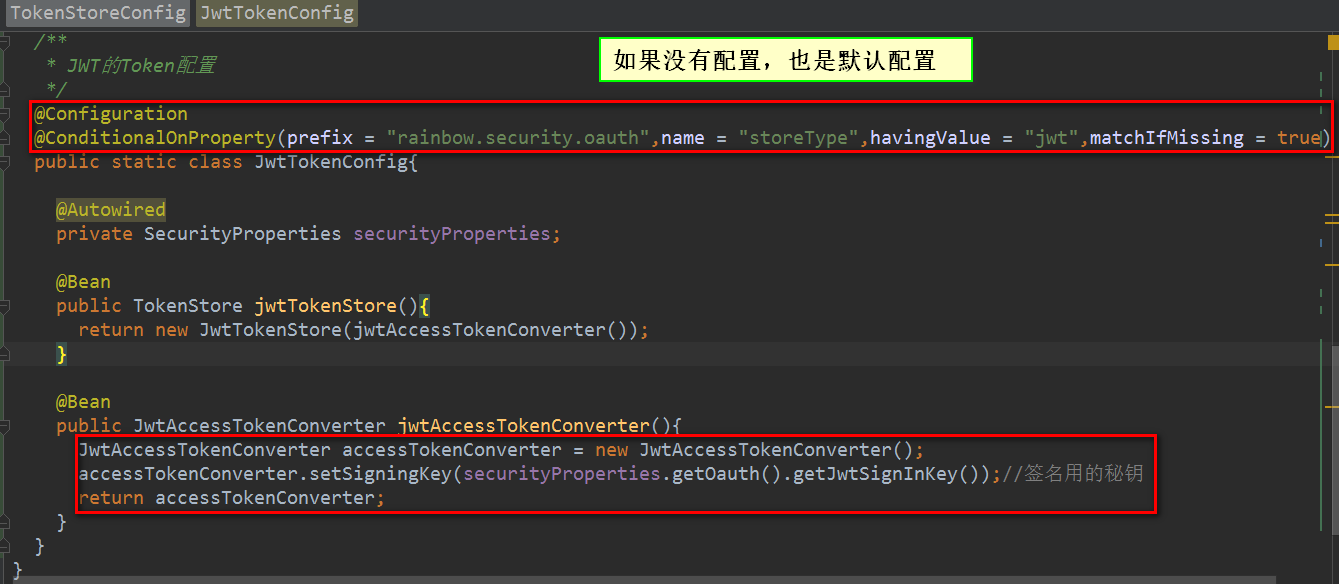 TokenStoreConfig JwtTokenConfig
/**
如果没有配置，也是默认配置
* JWT的Token配置
*/
@Configuration
@ConditionalOnProperty(prefix = "rainbow.security.oauth",name = "storeType",havingValue = "jwt",matchIfMissing = true)
public static class JwtTokenConfig{
@Autowired
private SecurityProperties securityProperties;
@Bean
public TokenStore jwtTokenStore(){
return new JwtTokenStore(jwtAccessTokenConverter());
}
@Bean
public JwtAccessTokenConverter jwtAccessTokenConverter(){
JwtAccessTokenConverter accessTokenConverter = new JwtAccessTokenConverter();
accessTokenConverter.setSigningKey(securityProperties.getOauth().getJwtSignInKey());//签名用的秘钥
return accessTokenConverter;
}
}
}